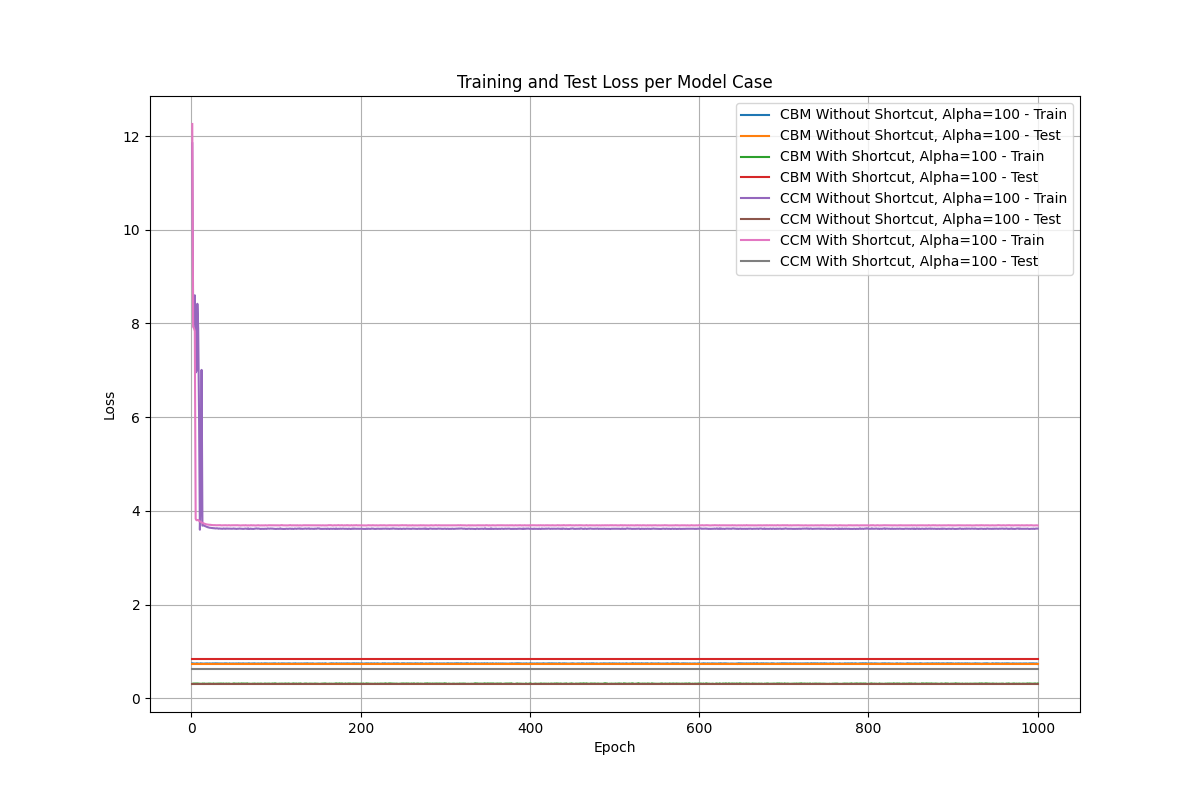 Training and Test Loss per Model Case
CBM Without Shortcut, Alpha=100 - Train
CBM Without Shortcut, Alpha=100 - Test
CBM With Shortcut, Alpha=100 - Train
CBM With Shortcut, Alpha=100 - Test
CCM Without Shortcut, Alpha=100 - Train
CCM Without Shortcut, Alpha=100 - Test
CCM With Shortcut, Alpha=100 - Train
CCM With Shortcut, Alpha=100 - Test
12
10
8
6
4
2
0
Loss
0 200 400 600 800 1000
Epoch